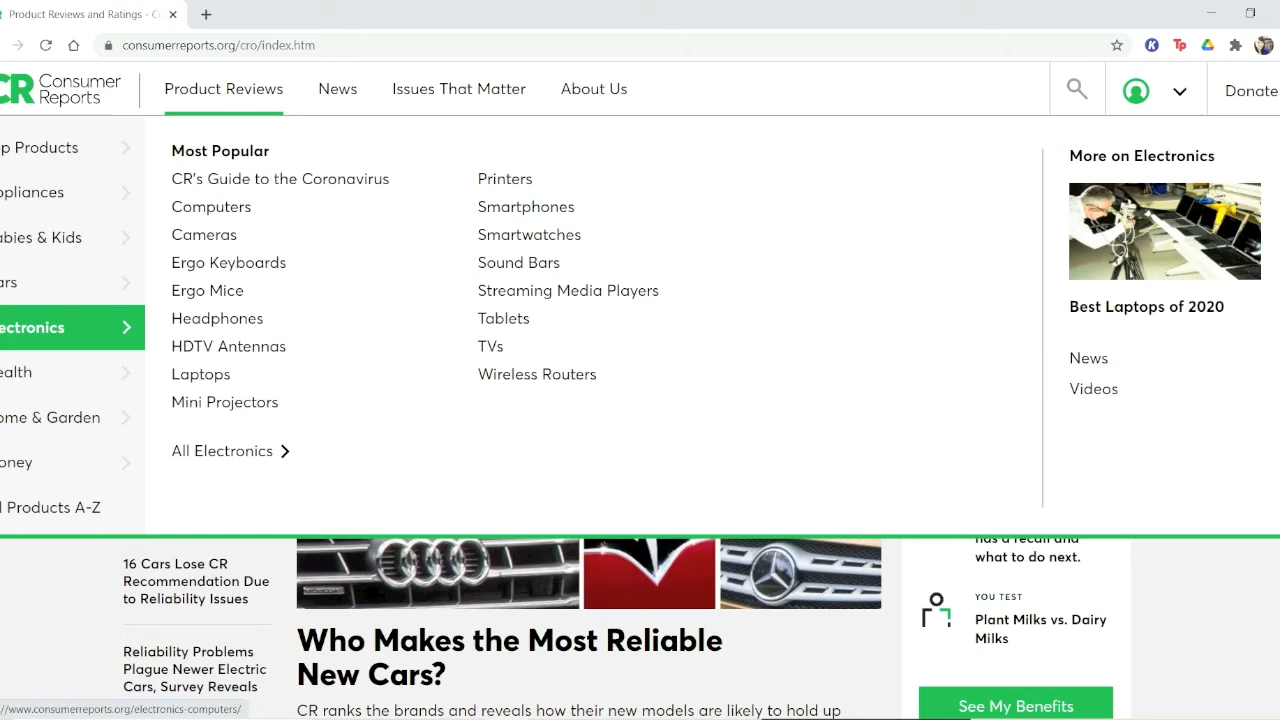 Product Reviews and Ratings - C
consumerreports.org/cro/index.htm
K
Tp
CR Consumer Reports
Product Reviews
News
Issues That Matter
About Us
Donate
p Products
ppliances
abies & Kids
ars
ectronics
ealth
ome & Garden
oney
l Products A-Z
Most Popular
CR's Guide to the Coronavirus
Computers
Cameras
Ergo Keyboards
Ergo Mice
Headphones
HDTV Antennas
Laptops
Mini Projectors
All Electronics
Printers
Smartphones
Smartwatches
Sound Bars
Streaming Media Players
Tablets
TVs
Wireless Routers
More on Electronics
Best Laptops of 2020
News
Videos
16 Cars Lose CR
Recommendation Due
to Reliability Issues
Reliability Problems
Plague Newer Electric
Cars, Survey Reveals
Who Makes the Most Reliable
New Cars?
CR ranks the brands and reveals how their new models are likely to hold up
has a recall and
what to do next.
YOU TEST
Plant Milks vs. Dairy
Milks
See My Benefits
//www.consumerreports.org/electronics-computers/